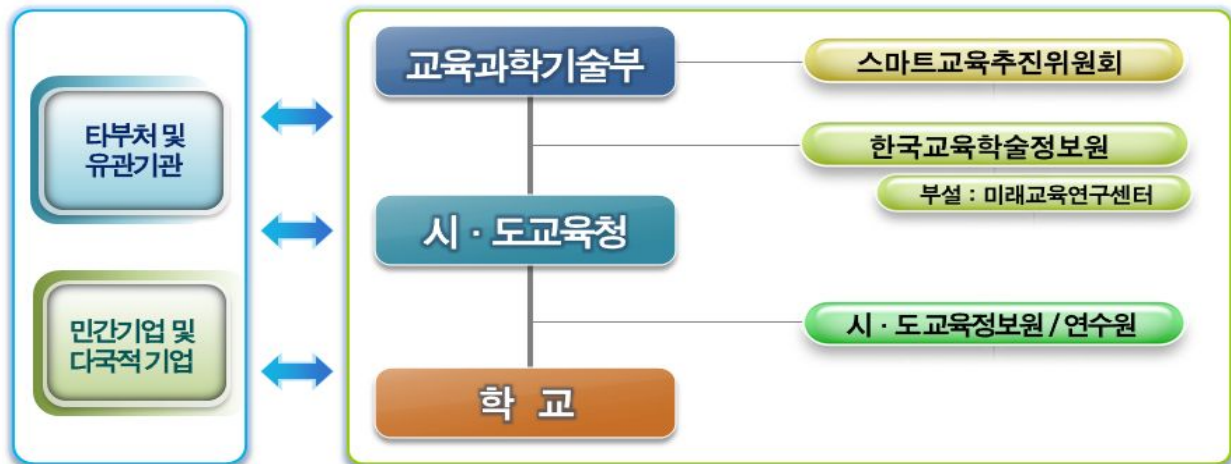 타부처 및
유관기관
민간기업 및
다국적 기업
교육과학기술부
스마트교육추진위원회
한국교육학술정보원
부설 : 미래교육연구센터
시 · 도교육청
시 · 도교육정보원 / 연수원
학 교